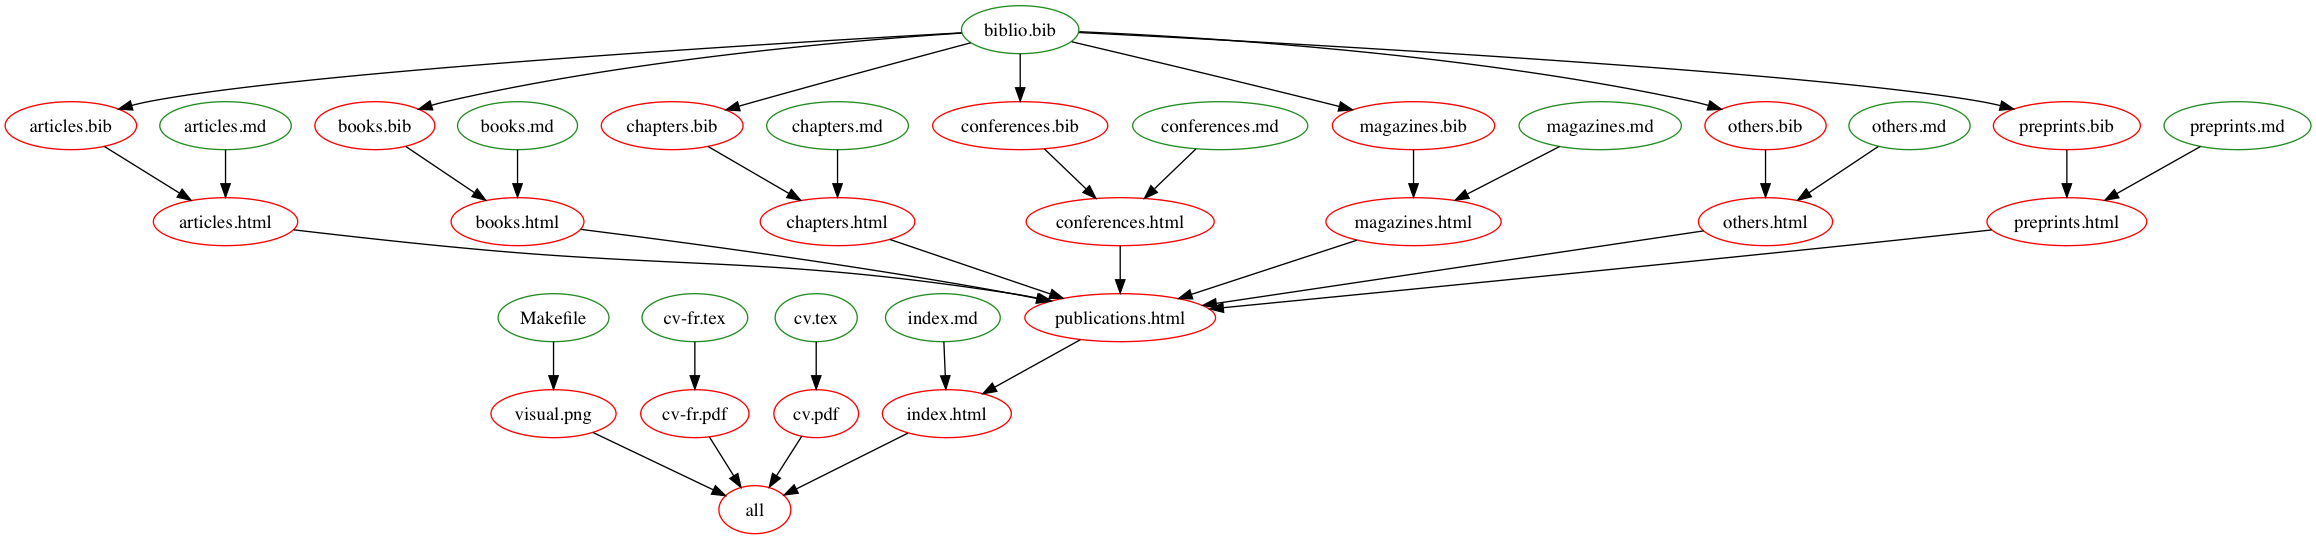 biblio.bib
articles.bib
articles.md
books.bib
books.md
chapters.bib
chapters.md
conferences.bib
conferences.md
magazines.bib
magazines.md
others.bib
others.md
preprints.bib
preprints.md
articles.html
books.html
chapters.html
conferences.html
magazines.html
others.html
preprints.html
Makefile
cv-fr.tex
cv.tex
index.md
publications.html
visual.png
cv-fr.pdf
cv.pdf
index.html
all